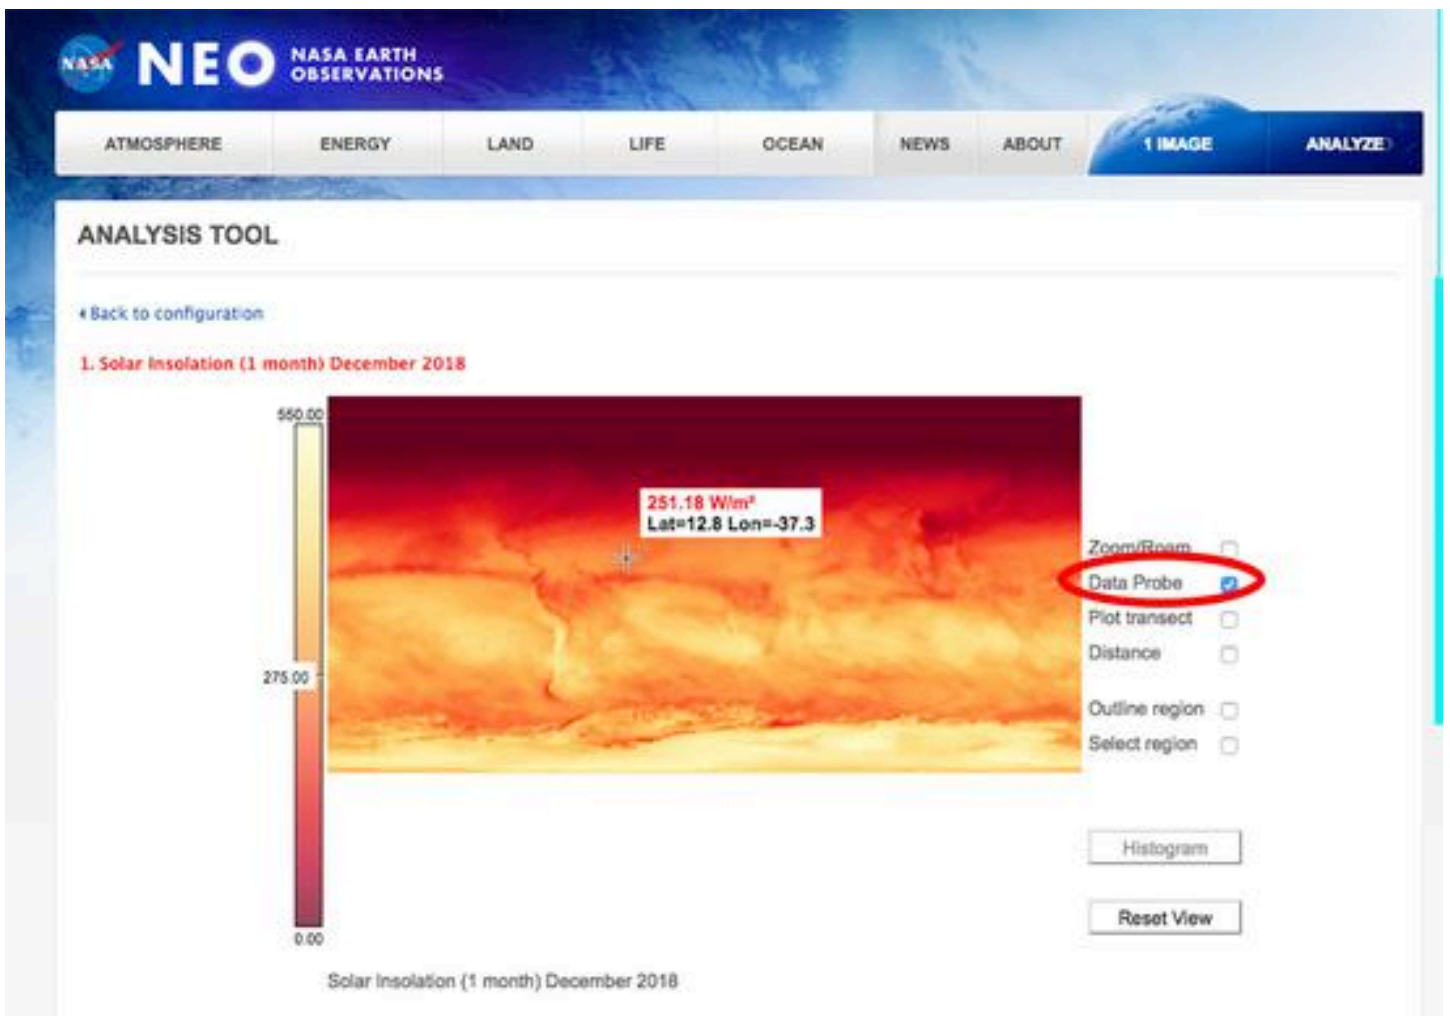 NASA
NEO NASA EARTH
OBSERVATIONS
ATMOSPHERE ENERGY LAND LIFE OCEAN NEWS ABOUT 1 IMAGE ANALYZE
ANALYSIS TOOL
Back to configuration
1. Solar Insolation (1 month) December 2018
550.00
251.18 W/m²
Lat=12.8 Lon=-37.3
Zoom/Roam
Data Probe
Plot transect
Distance
275.00
Outline region
Select region
Histogram
Reset View
0.00
Solar Insolation (1 month) December 2018